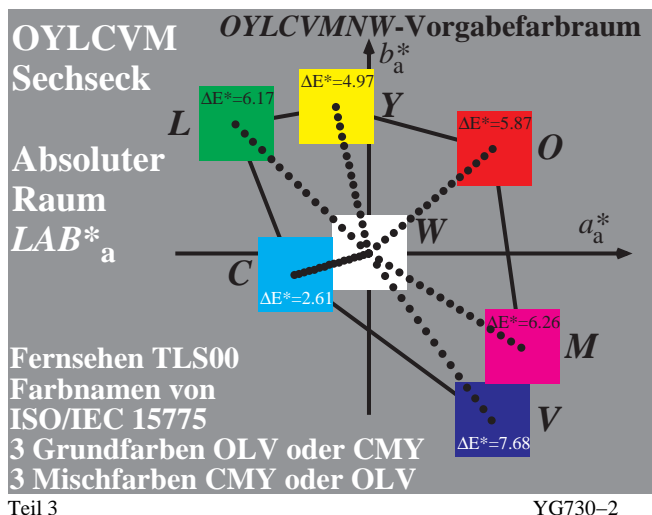 OYLCVM
Sechseck
OYLCVMNW-Vorgabefarbraum
b*a
ΔE*=6.17
ΔE*=4.97
L
Y
ΔE*=5.87
O
Absoluter
Raum
LAB*a
W
a*a
C
ΔE*=2.61
ΔE*=6.26
M
Fernsehen TLS00
Farbnamen von
ISO/IEC 15775
3 Grundfarben OLV oder CMY
3 Mischfarben CMY oder OLV
ΔE*=7.68
V
Teil 3
YG730−2